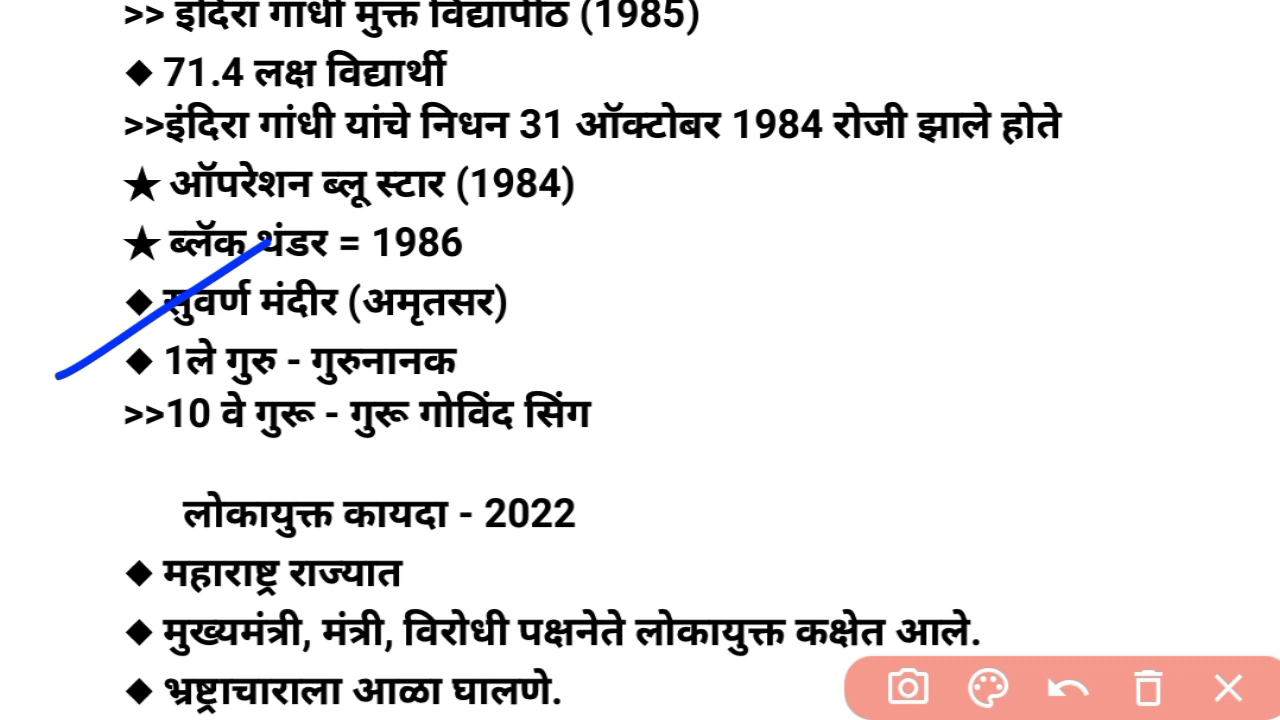 >> इंदिरा गांधी मुक्त विद्यापीठ (1985)
◆ 71.4 लक्ष विद्यार्थी
>>इंदिरा गांधी यांचे निधन 31 ऑक्टोबर 1984 रोजी झाले होते
★ ऑपरेशन ब्लू स्टार (1984)
★ ब्लॅक थंडर = 1986
◆ सुवर्ण मंदीर (अमृतसर)
◆ 1ले गुरु - गुरुनानक
>>10 वे गुरू - गुरू गोविंद सिंग
लोकायुक्त कायदा - 2022
◆ महाराष्ट्र राज्यात
◆ मुख्यमंत्री, मंत्री, विरोधी पक्षनेते लोकायुक्त कक्षेत आले.
◆ भ्रष्टाचाराला आळा घालणे.